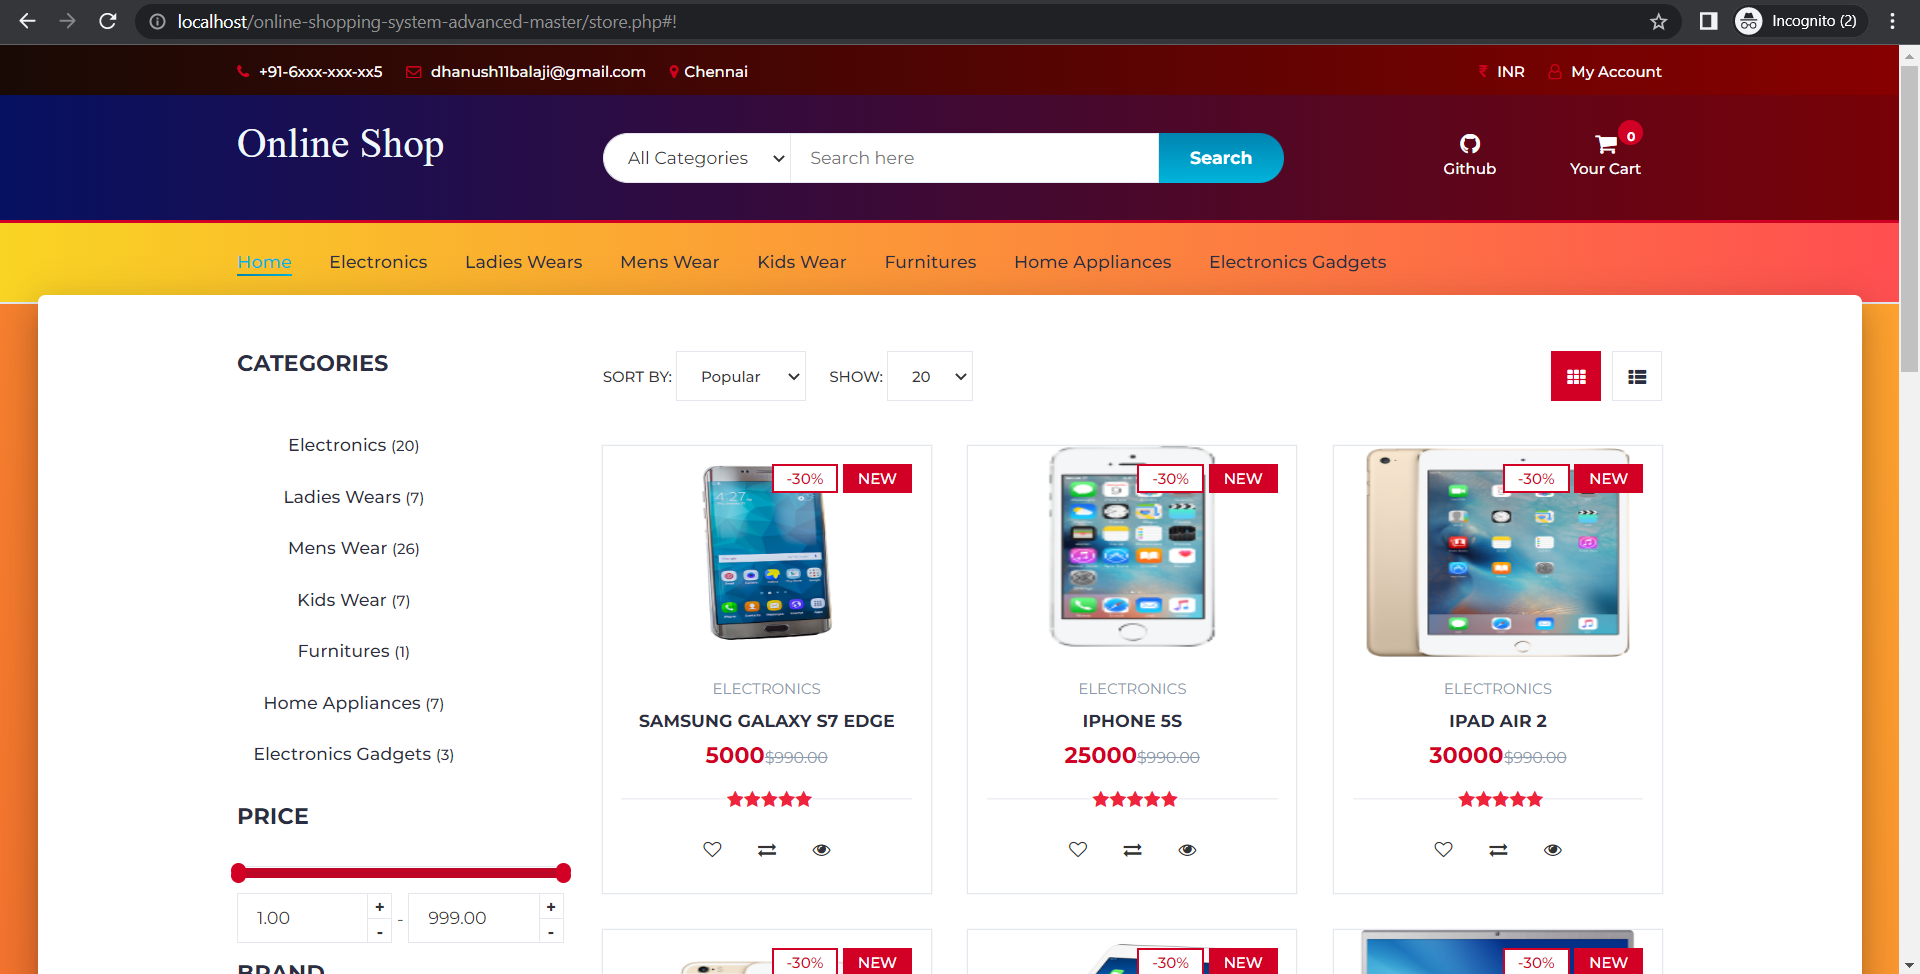 localhost/online-shopping-system-advanced-master/store.php#!
Incognito (2)
+91-6xxx-xxx-xx5 dhanush11balaji@gmail.com Chennai
INR My Account
Online Shop
All Categories Search here Search
Github
0
Your Cart
Home Electronics Ladies Wears Mens Wear Kids Wear Furnitures Home Appliances Electronics Gadgets
CATEGORIES
Electronics (20)
Ladies Wears (7)
Mens Wear (26)
Kids Wear (7)
Furnitures (1)
Home Appliances (7)
Electronics Gadgets (3)
PRICE
1.00 + - - 999.00 + -
BRAND
SORT BY: Popular SHOW: 20
-30% NEW
4:27
ELECTRONICS
SAMSUNG GALAXY S7 EDGE
5000$990.00
-30% NEW
ELECTRONICS
IPHONE 5S
25000$990.00
-30% NEW
ELECTRONICS
IPAD AIR 2
30000$990.00
-30% NEW
-30% NEW
-30% NEW